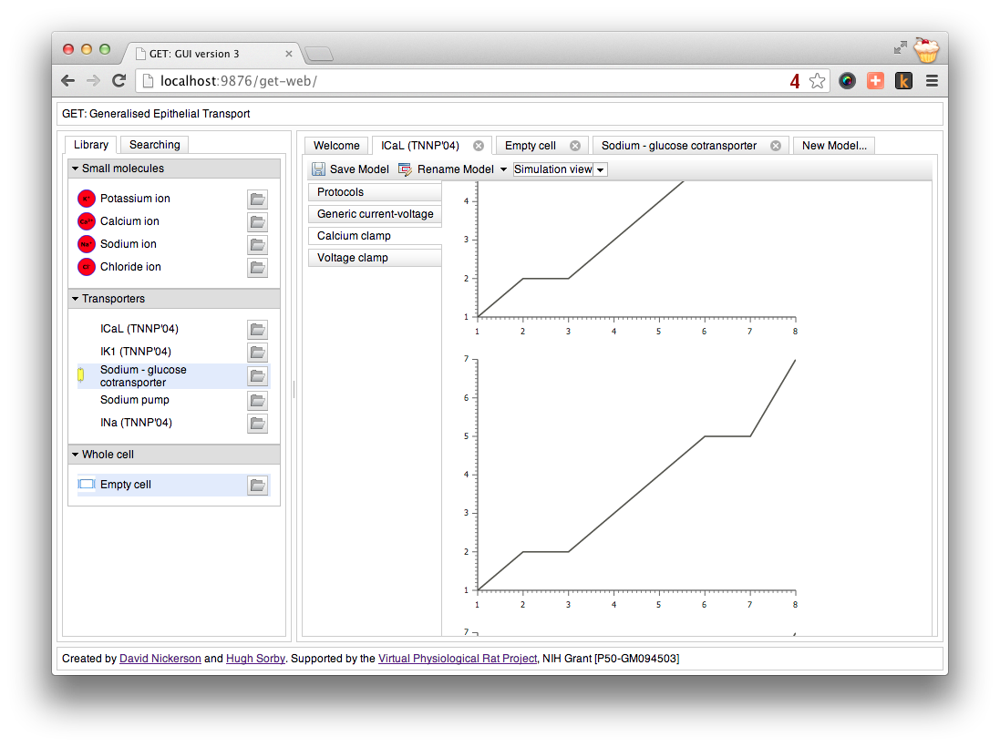 GET: GUI version 3
localhost:9876/get-web/
4
k
GET: Generalised Epithelial Transport
Library Searching
Small molecules
K⁺ Potassium ion
Ca²⁺ Calcium ion
Na⁺ Sodium ion
Cl⁻ Chloride ion
Transporters
ICaL (TNNP'04)
IK1 (TNNP'04)
Sodium - glucose
cotransporter
Sodium pump
INa (TNNP'04)
Whole cell
Empty cell
Welcome ICaL (TNNP'04) Empty cell Sodium - glucose cotransporter New Model...
Save Model Rename Model Simulation view
Protocols
Generic current-voltage
Calcium clamp
Voltage clamp
4
3
2
1
1 2 3 4 5 6 7 8
7
6
5
4
3
2
1
1 2 3 4 5 6 7 8
7
Created by David Nickerson and Hugh Sorby. Supported by the Virtual Physiological Rat Project, NIH Grant [P50-GM094503]